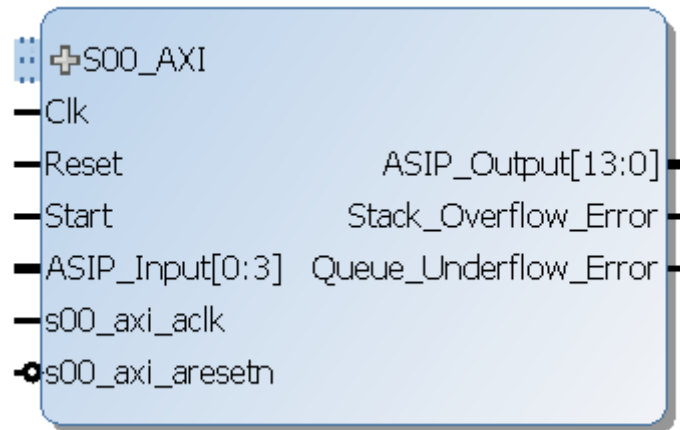 S00_AXI
Clk
Reset ASIP_Output[13:0]
Start Stack_Overflow_Error
ASIP_Input[0:3] Queue_Underflow_Error
s00_axi_aclk
s00_axi_aresetn